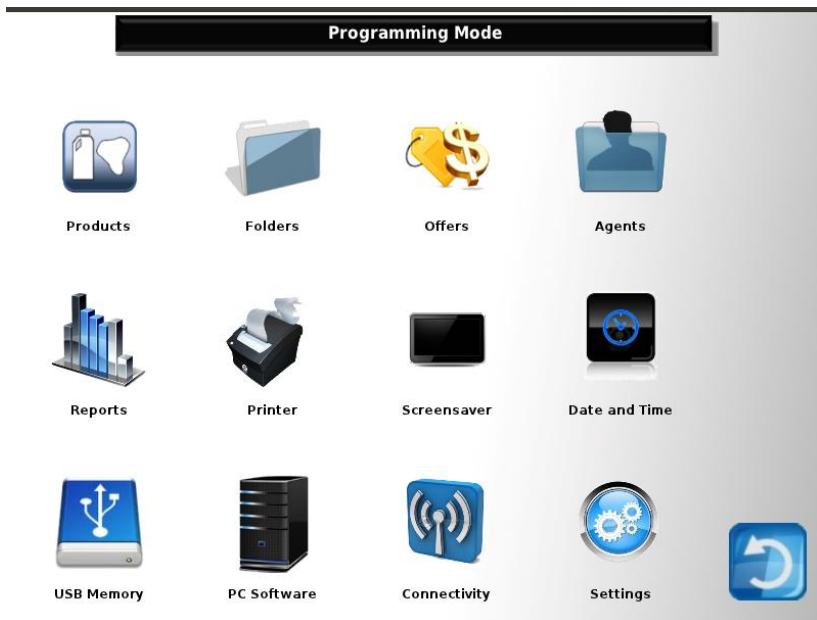 Programming Mode
Products Folders Offers Agents
Reports Printer Screensaver Date and Time
USB Memory PC Software Connectivity Settings